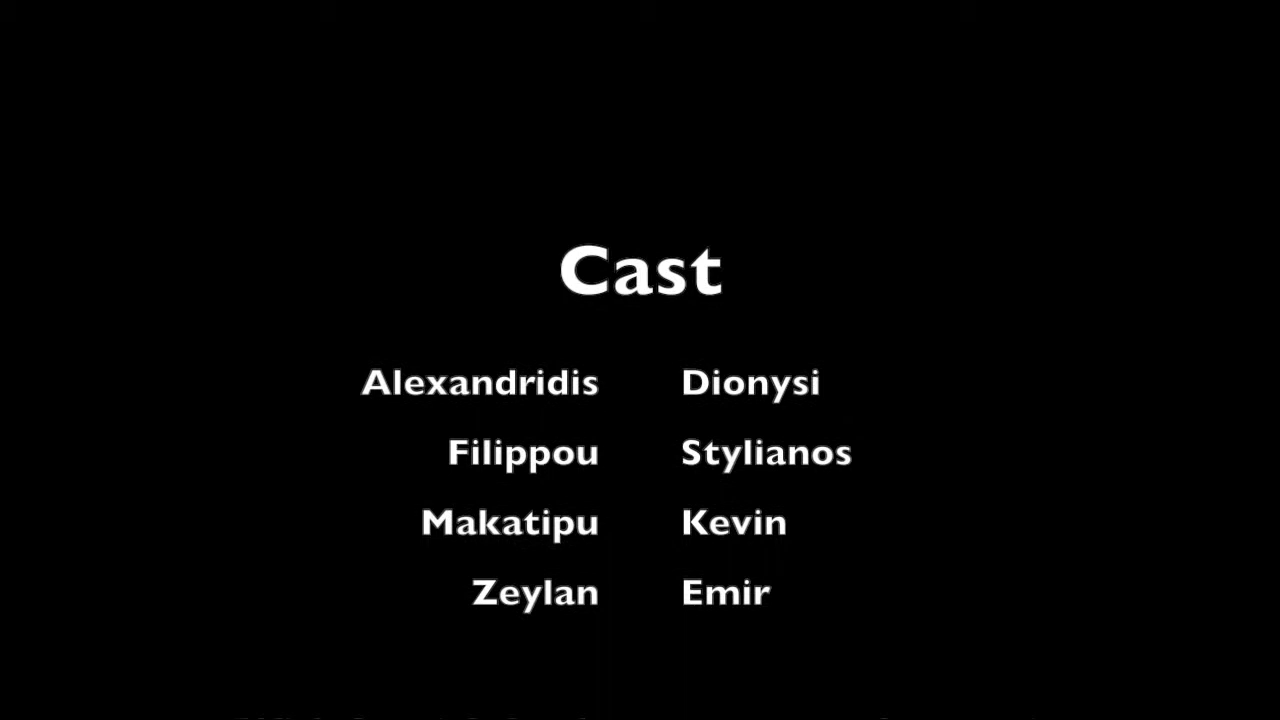 Cast
Alexandridis Dionysi
Filippou Stylianos
Makatipu Kevin
Zeylan Emir